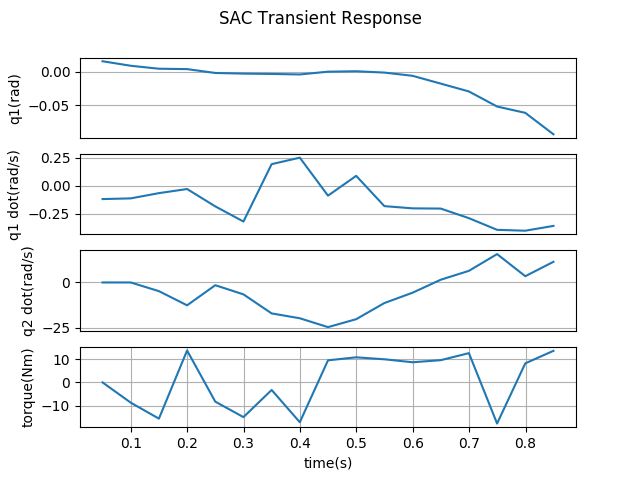 SAC Transient Response
q1(rad)
0.00
−0.05
q1 dot(rad/s)
0.25
0.00
−0.25
q2 dot(rad/s)
0
−25
torque(Nm)
10
0
−10
0.1 0.2 0.3 0.4 0.5 0.6 0.7 0.8
time(s)